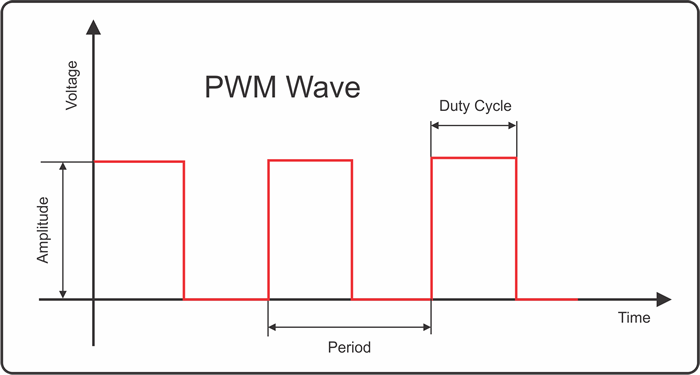 PWM Wave
Voltage
Duty Cycle
Amplitude
Time
Period